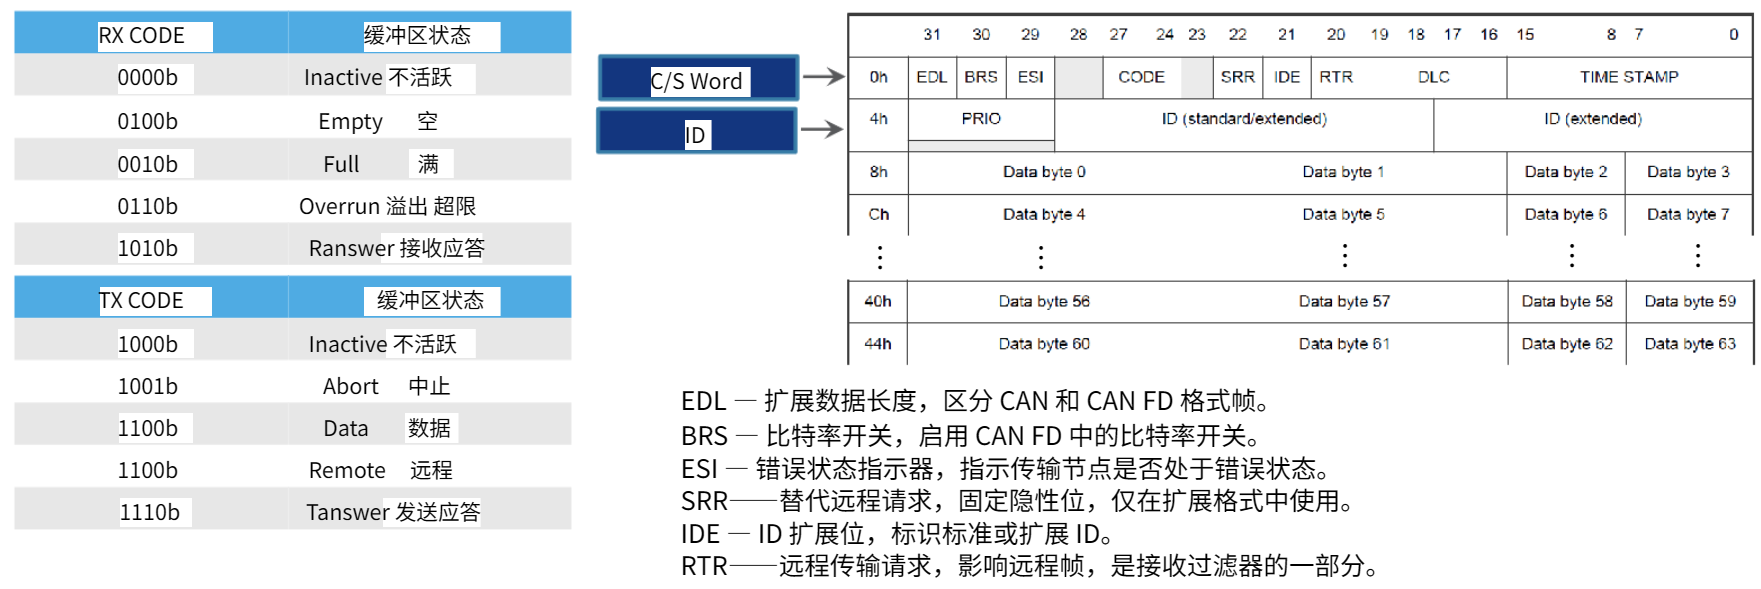 RX CODE 缓冲区状态
0000b Inactive 不活跃
0100b Empty 空
0010b Full 满
0110b Overrun 溢出 超限
1010b Ranswer 接收应答
TX CODE 缓冲区状态
1000b Inactive 不活跃
1001b Abort 中止
1100b Data 数据
1100b Remote 远程
1110b Tanswer 发送应答
C/S Word
ID
31 30 29 28 27 24 23 22 21 20 19 18 17 16 15 8 7 0
0h EDL BRS ESI CODE SRR IDE RTR DLC TIME STAMP
4h PRIO ID (standard/extended) ID (extended)
8h Data byte 0 Data byte 1 Data byte 2 Data byte 3
Ch Data byte 4 Data byte 5 Data byte 6 Data byte 7
⋮ ⋮ ⋮ ⋮ ⋮
40h Data byte 56 Data byte 57 Data byte 58 Data byte 59
44h Data byte 60 Data byte 61 Data byte 62 Data byte 63
EDL — 扩展数据长度，区分 CAN 和 CAN FD 格式帧。
BRS — 比特率开关，启用 CAN FD 中的比特率开关。
ESI — 错误状态指示器，指示传输节点是否处于错误状态。
SRR——替代远程请求，固定隐性位，仅在扩展格式中使用。
IDE — ID 扩展位，标识标准或扩展 ID。
RTR——远程传输请求，影响远程帧，是接收过滤器的一部分。